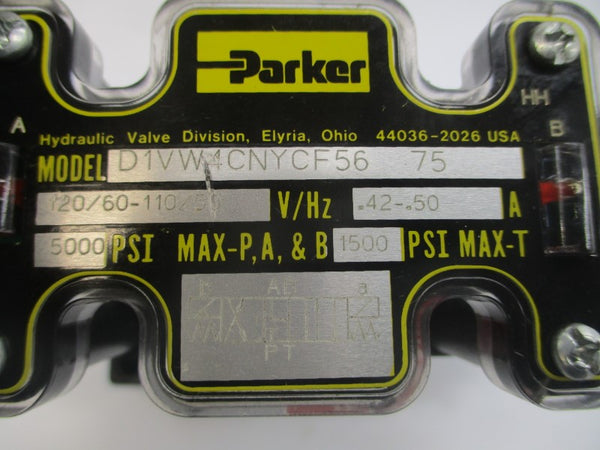 Parker
HH
A
B
Hydraulic Valve Division, Elyria, Ohio 44036-2026 USA
MODEL D1VW4CNYCF56 75
120/60-110/50 V/Hz .42-.50 A
5000 PSI MAX-P,A, & B 1500 PSI MAX-T
AB
PT